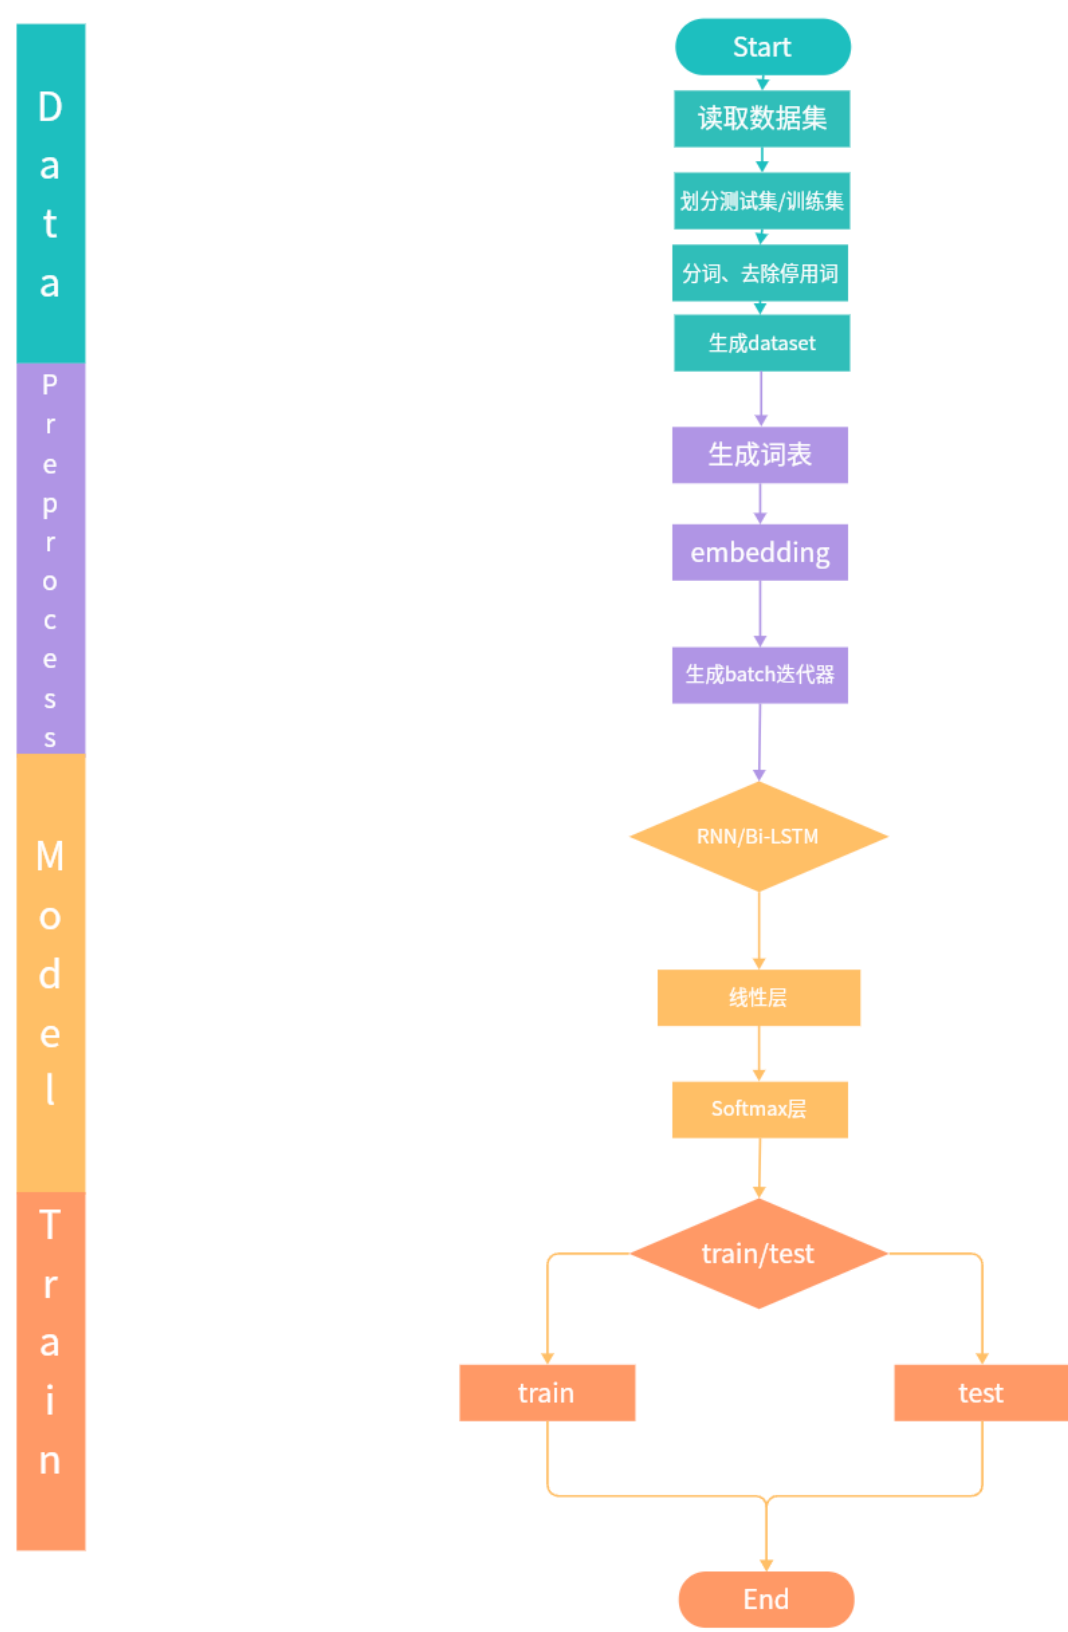 Data
Preprocess
Model
Train
Start
读取数据集
划分测试集/训练集
分词、去除停用词
生成dataset
生成词表
embedding
生成batch迭代器
RNN/Bi-LSTM
线性层
Softmax层
train/test
train
test
End